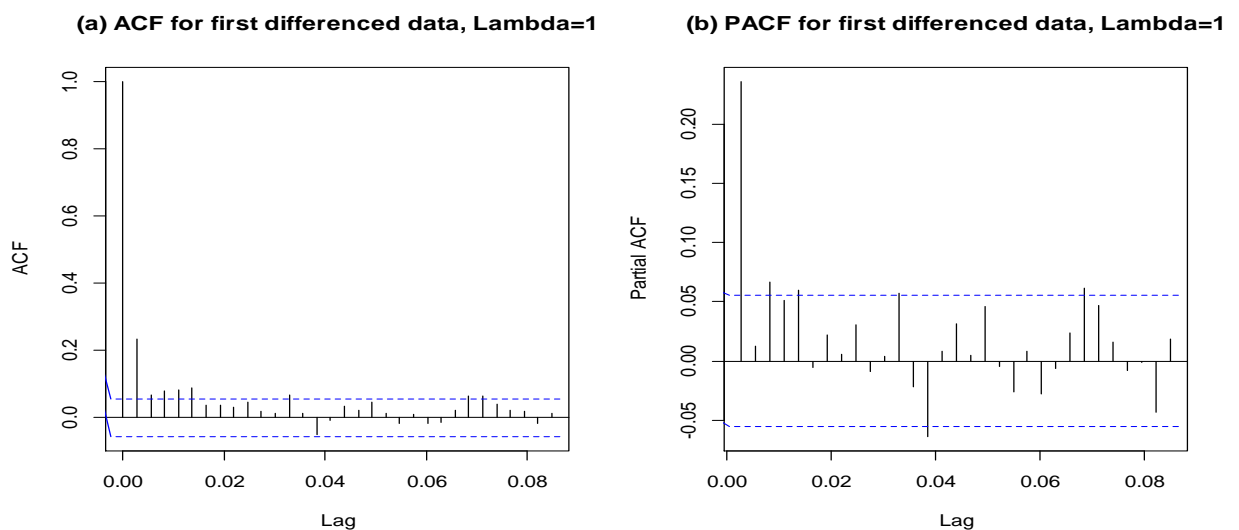 (a) ACF for first differenced data, Lambda=1
ACF
1.0
0.8
0.6
0.4
0.2
0.0
0.00 0.02 0.04 0.06 0.08
Lag
(b) PACF for first differenced data, Lambda=1
Partial ACF
0.20
0.15
0.10
0.05
0.00
-0.05
0.00 0.02 0.04 0.06 0.08
Lag